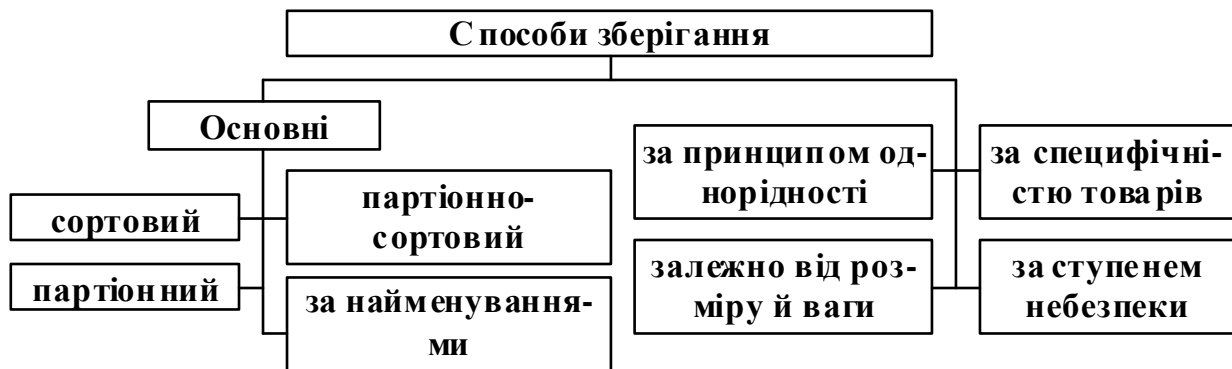 Способи зберігання
Основні
сортовий
партіонний
партіонно-
сортовий
за найменування-
ми
за принципом од-
норідності
залежно від роз-
міру й ваги
за специфічні-
стю товарів
за ступенем
небезпеки